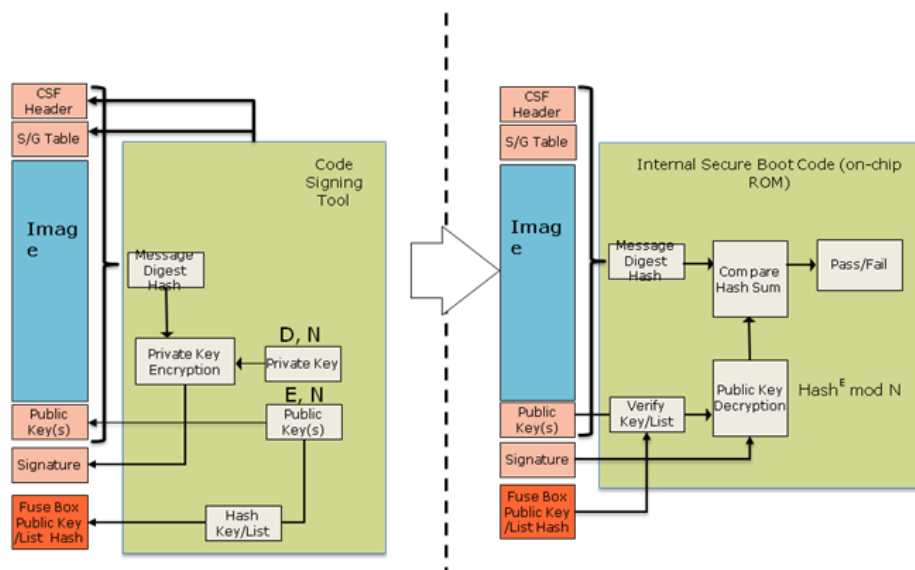 CSF
Header
S/G Table
Imag
e
Public
Key(s)
Signature
Fuse Box
Public Key
/List Hash
Code
Signing
Tool
Message
Digest
Hash
Private Key
Encryption
D, N
Private Key
E, N
Public
Key(s)
Hash
Key/List
CSF
Header
S/G Table
Imag
e
Public
Key(s)
Signature
Fuse Box
Public Key
/List Hash
Internal Secure Boot Code (on-chip
ROM)
Message
Digest
Hash
Compare
Hash Sum
Pass/Fail
Verify
Key/List
Public Key
Decryption
Hash^E mod N